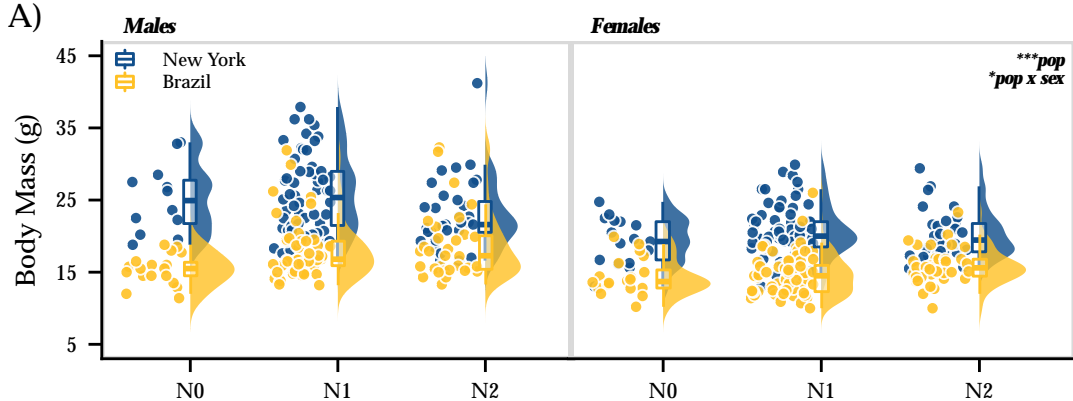 A)
Males
Females
New York
Brazil
***pop
*pop x sex
Body Mass (g)
45
35
25
15
5
N0
N1
N2
N0
N1
N2